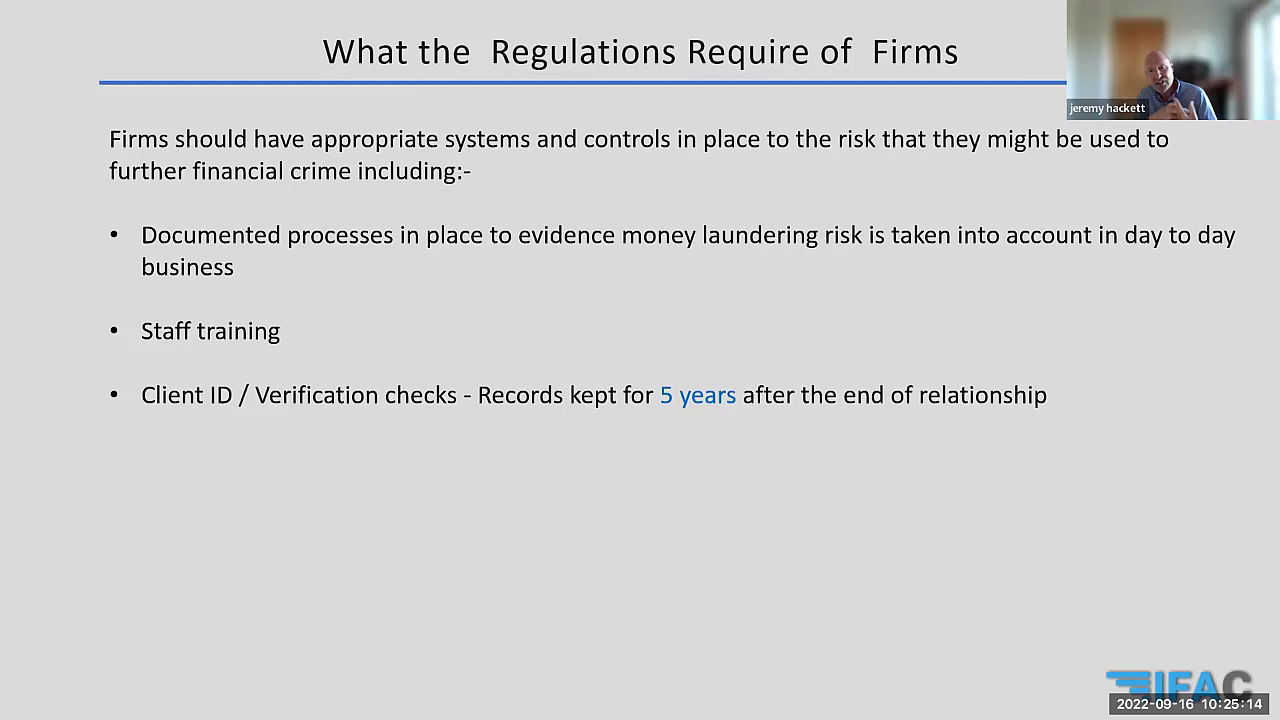 What the Regulations Require of Firms
jeremy hackett
Firms should have appropriate systems and controls in place to the risk that they might be used to
further financial crime including:-
• Documented processes in place to evidence money laundering risk is taken into account in day to day
business
• Staff training
• Client ID / Verification checks - Records kept for 5 years after the end of relationship
IFAC
2022-09-16 10:25:14